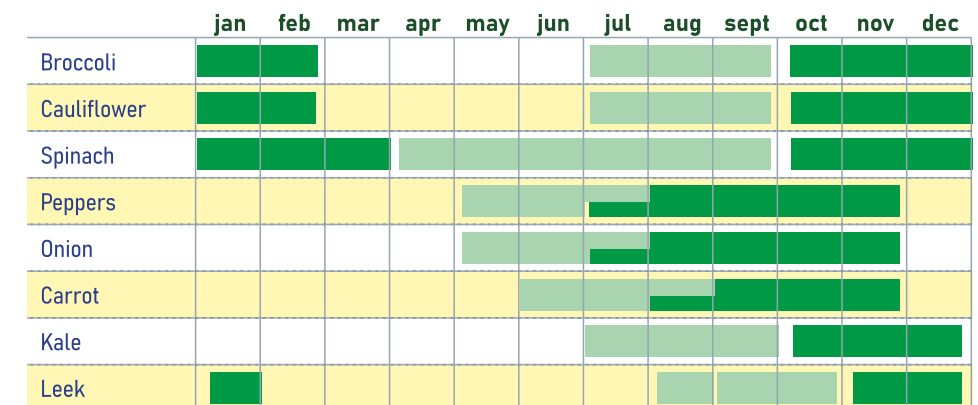 jan feb mar apr may jun jul aug sept oct nov dec
Broccoli
Cauliflower
Spinach
Peppers
Onion
Carrot
Kale
Leek